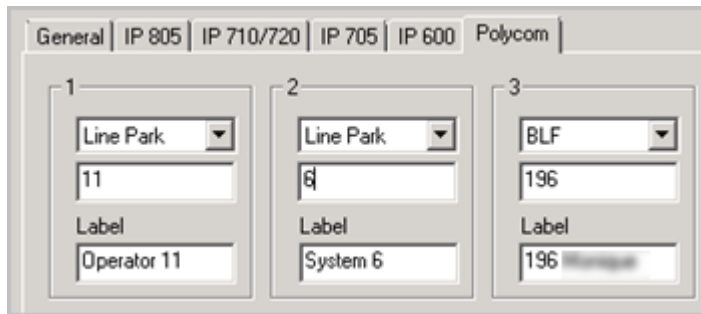 General IP 805 IP 710/720 IP 705 IP 600 Polycom
1 2 3
Line Park Line Park BLF
11 6 196
Label Label Label
Operator 11 System 6 196